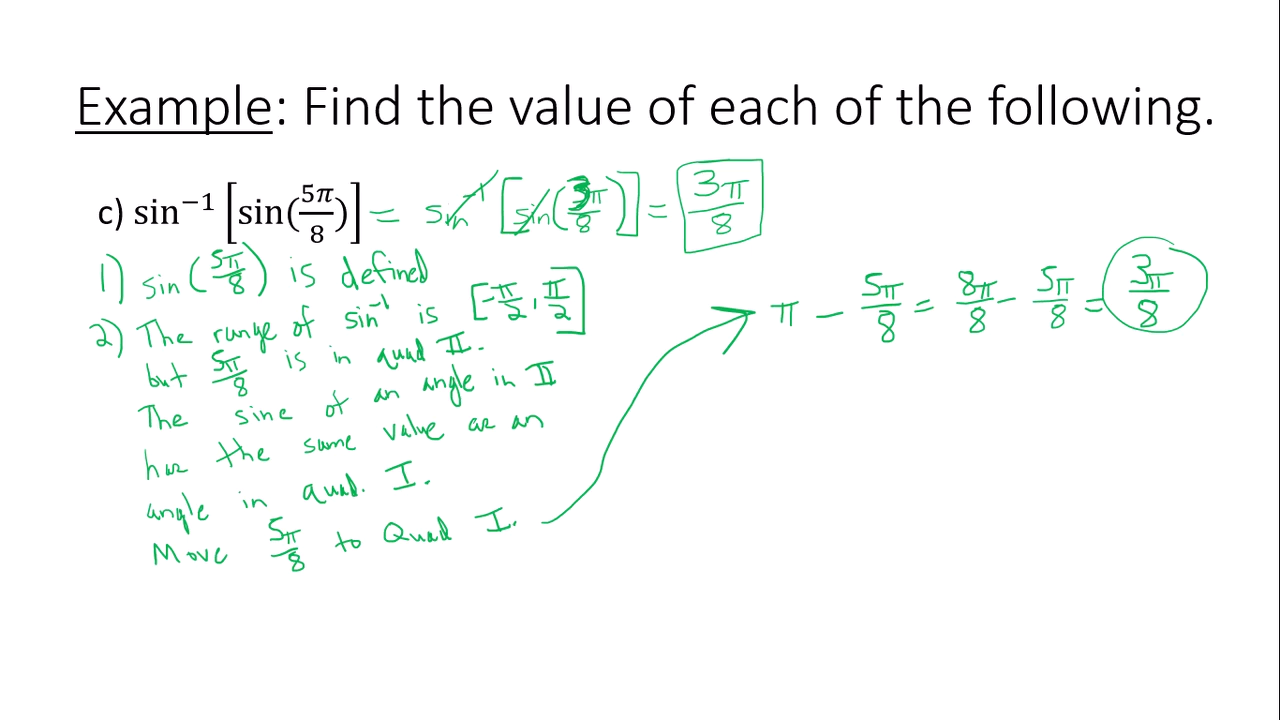 Example: Find the value of each of the following.
c) sin⁻¹ [sin(5π/8)] = sin⁻¹ [sin(3π/8)] = 3π/8
1) sin (5π/8) is defined
2) The range of sin⁻¹ is [-π/2, π/2]
but 5π/8 is in quad II.
The sine of an angle in II
has the same value as an
angle in quad. I.
Move 5π/8 to Quad I.
π - 5π/8 = 8π/8 - 5π/8 = 3π/8